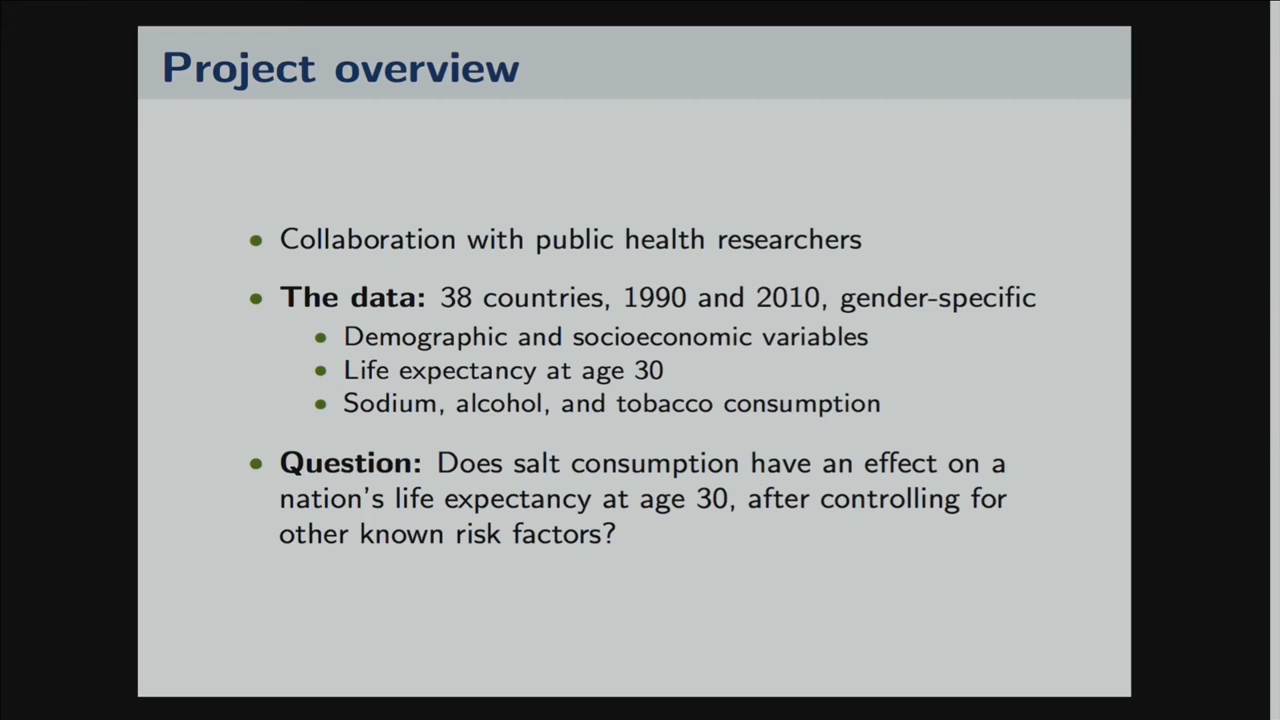 Project overview
• Collaboration with public health researchers
• The data: 38 countries, 1990 and 2010, gender-specific
• Demographic and socioeconomic variables
• Life expectancy at age 30
• Sodium, alcohol, and tobacco consumption
• Question: Does salt consumption have an effect on a
nation's life expectancy at age 30, after controlling for
other known risk factors?